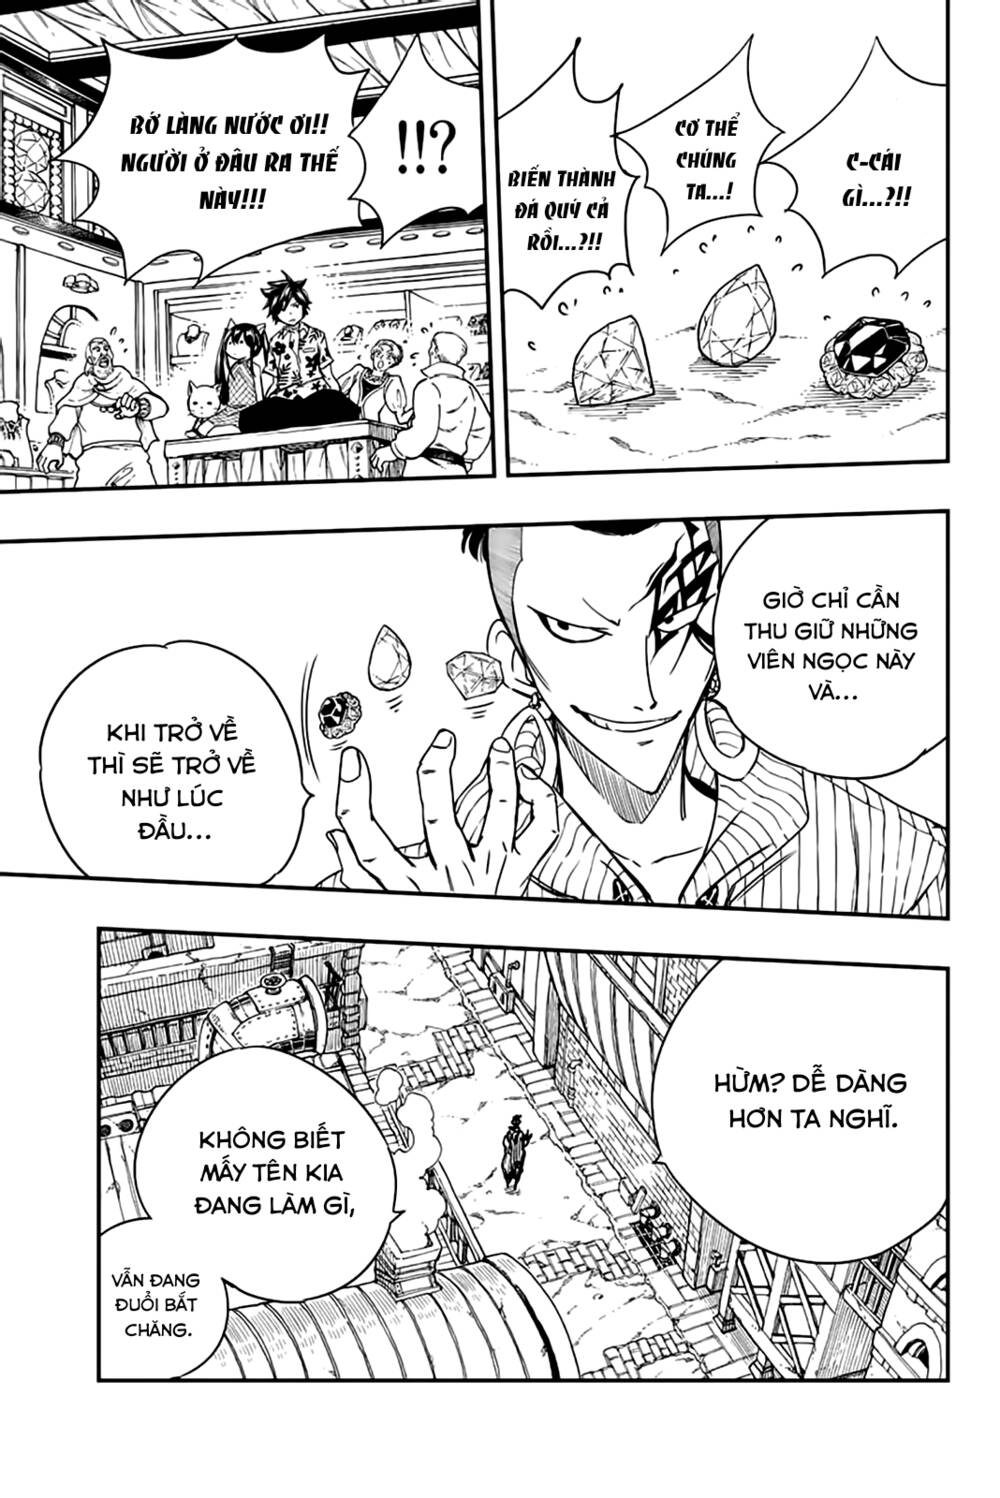 C-CÁI
GÌ...?!!
CƠ THỂ
CHÚNG
TA...!
BIẾN THÀNH
ĐÁ QUÝ CẢ
RỒI...?!!
!!?
BỚ LÀNG NƯỚC ƠI!!
NGƯỜI Ở ĐÂU RA THẾ
NÀY!!!
GIỜ CHỈ CẦN
THU GIỮ NHỮNG
VIÊN NGỌC NÀY
VÀ...
KHI TRỞ VỀ
THÌ SẼ TRỞ VỀ
NHƯ LÚC
ĐẦU...
HỪM? DỄ DÀNG
HƠN TA NGHĨ.
KHÔNG BIẾT
MẤY TÊN KIA
ĐANG LÀM GÌ,
VẪN ĐANG
ĐUỔI BẮT
CHĂNG.